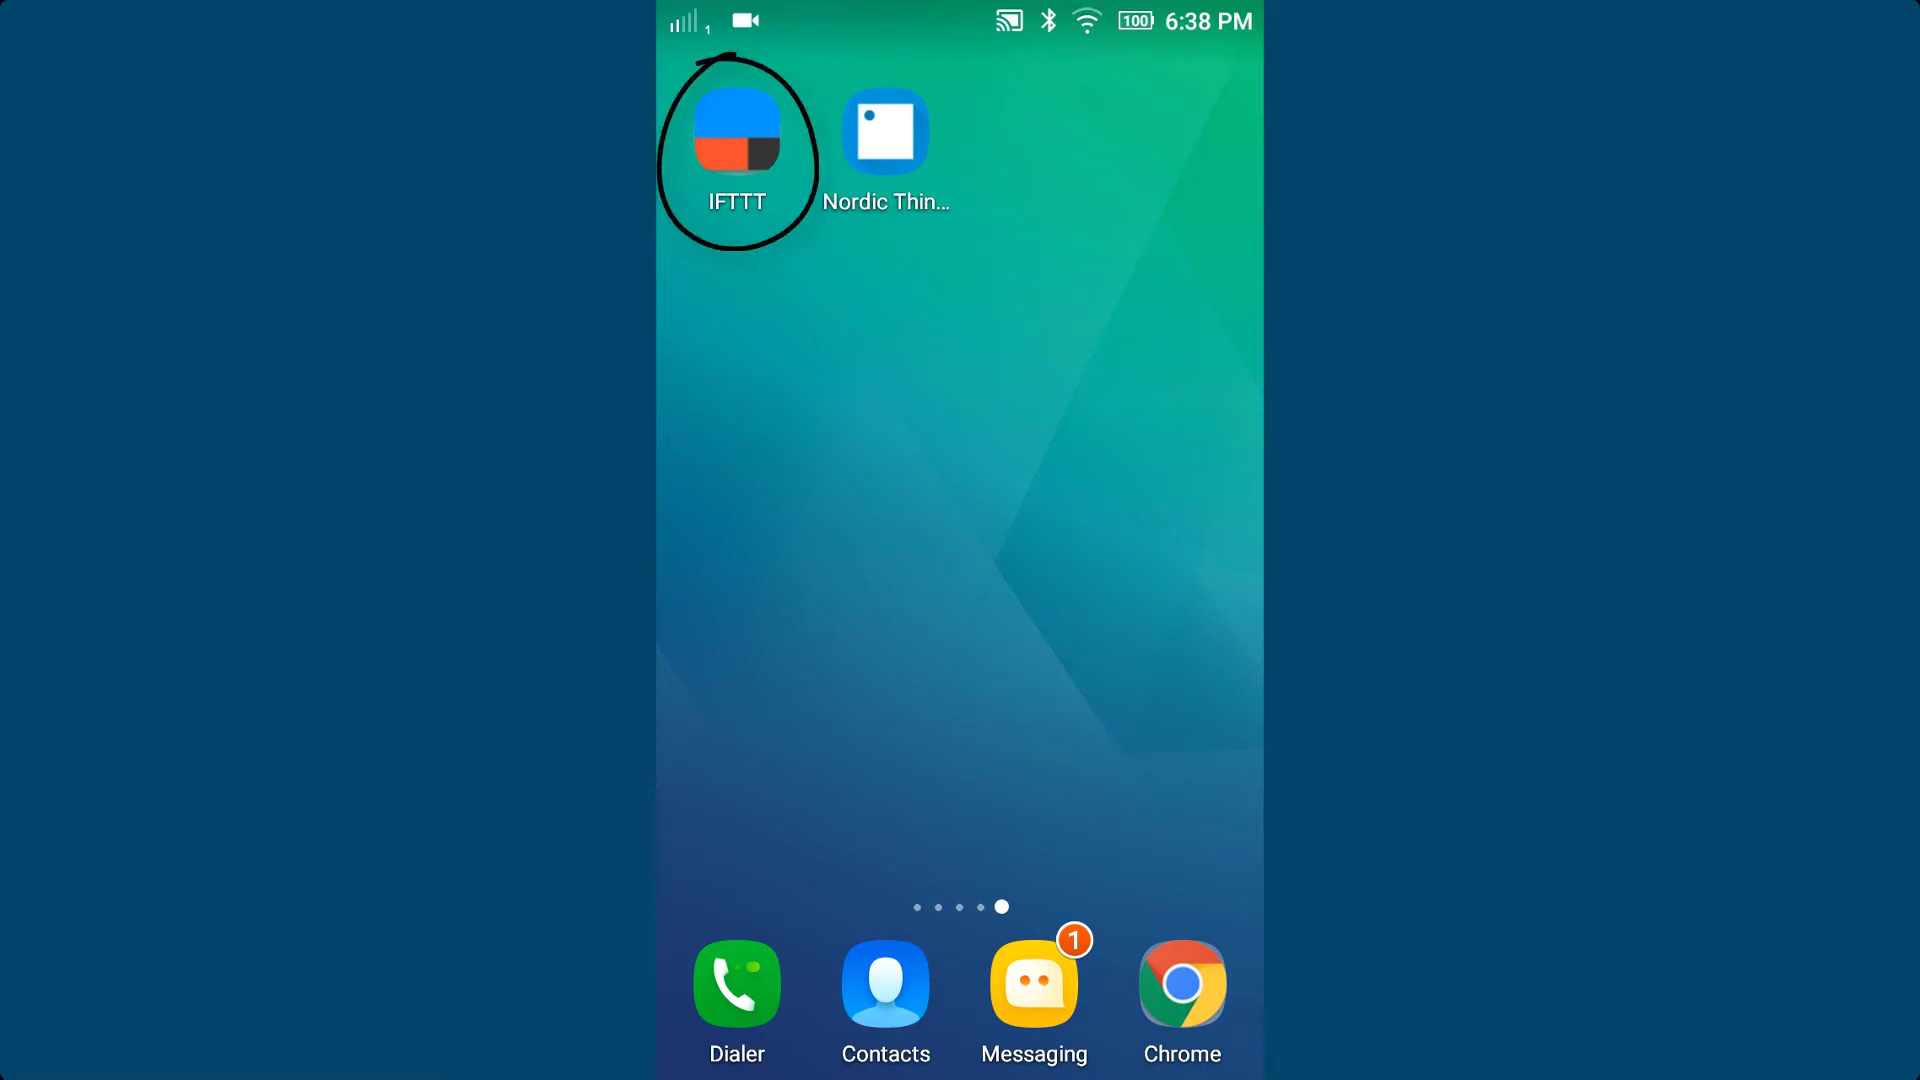 1 100 6:38 PM
IFTTT Nordic Thin...
1
Dialer Contacts Messaging Chrome